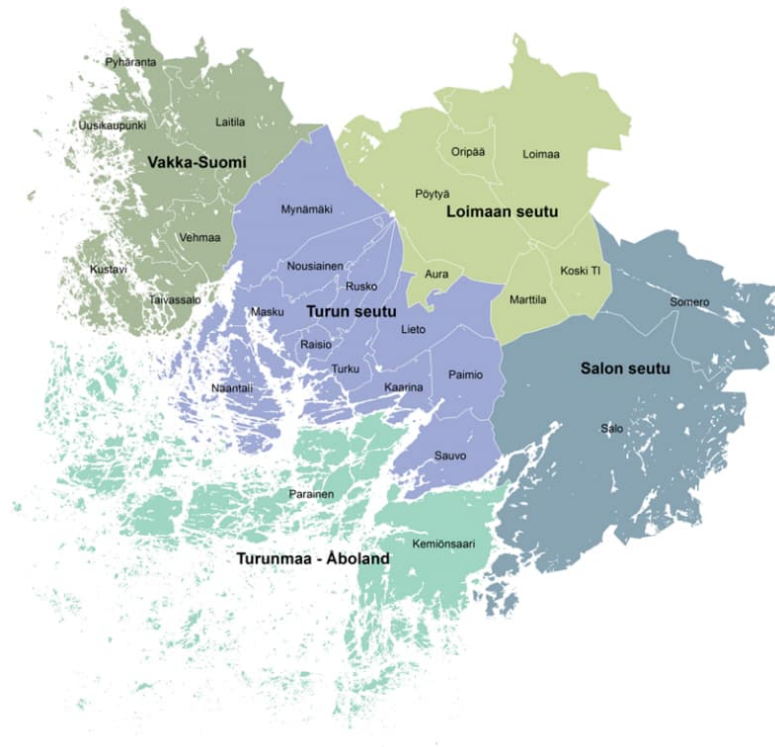 Pyhäranta
Uusikaupunki
Laitila
Vakka-Suomi
Vehmaa
Kustavi
Taivassalo
Oripää
Loimaa
Pöytyä
Loimaan seutu
Aura
Koski Tl
Marttila
Mynämäki
Nousiainen
Rusko
Masku
Turun seutu
Lieto
Raisio
Turku
Naantali
Kaarina
Paimio
Sauvo
Somero
Salon seutu
Salo
Parainen
Kemiönsaari
Turunmaa - Åboland